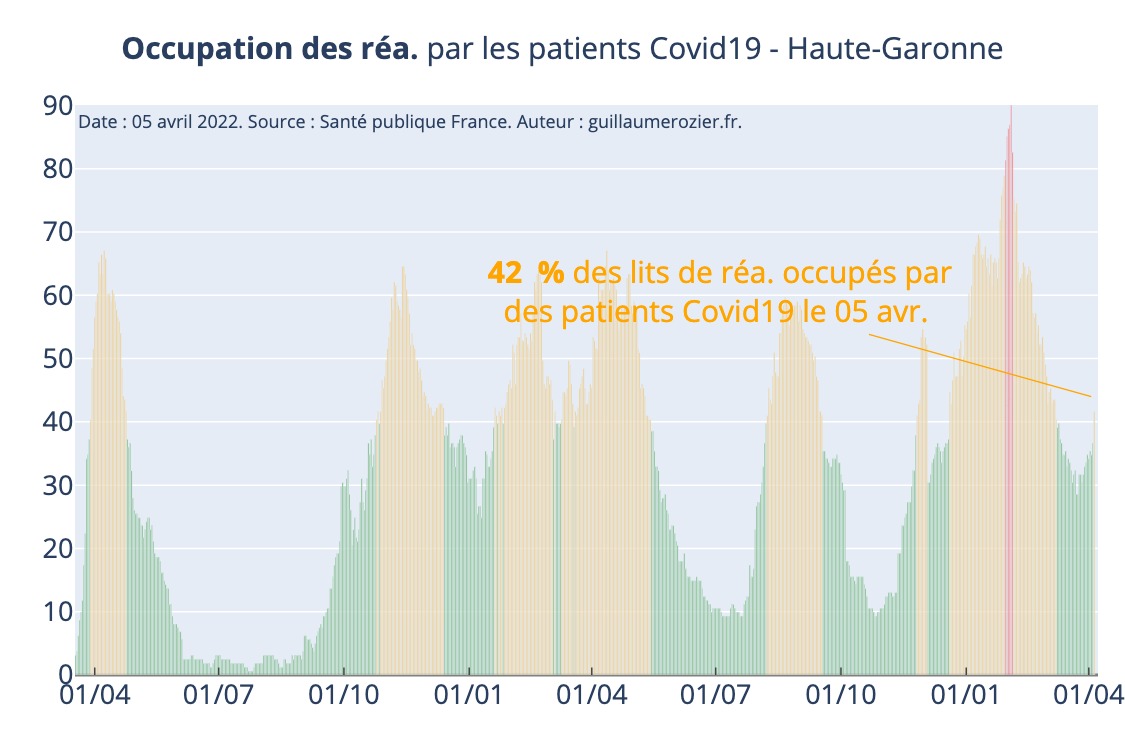 Occupation des réa. par les patients Covid19 - Haute-Garonne
90
Date : 05 avril 2022. Source : Santé publique France. Auteur : guillaumerozier.fr.
80
70
42 % des lits de réa. occupés par
des patients Covid19 le 05 avr.
60
50
40
30
20
10
0
01/04 01/07 01/10 01/01 01/04 01/07 01/10 01/01 01/04